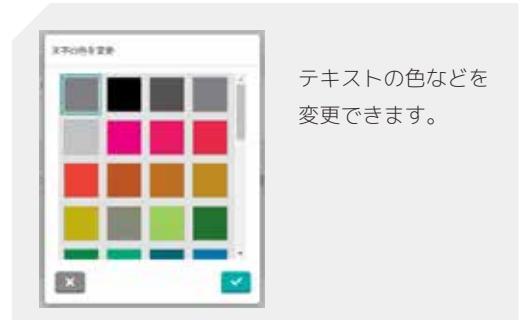 文字の色を変更
テキストの色などを
変更できます。